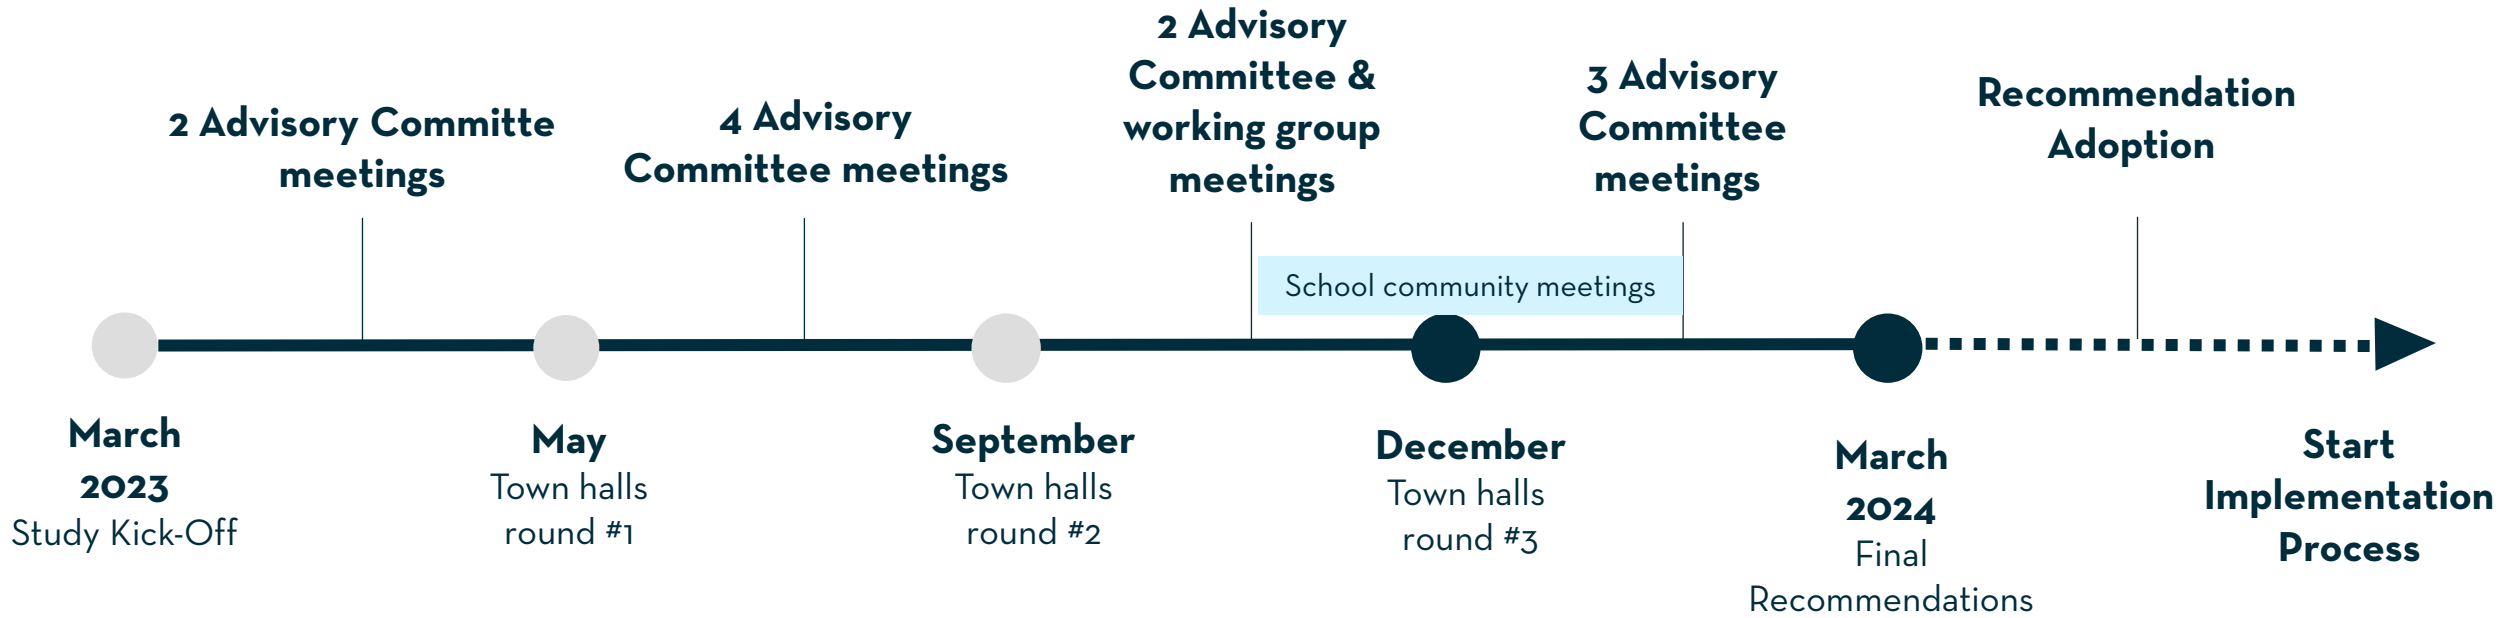 2 Advisory Committe
meetings
4 Advisory
Committee meetings
2 Advisory
Committee &
working group
meetings
3 Advisory
Committee
meetings
Recommendation
Adoption
School community meetings
March
2023
Study Kick-Off
May
Town halls
round #1
September
Town halls
round #2
December
Town halls
round #3
March
2024
Final
Recommendations
Start
Implementation
Process